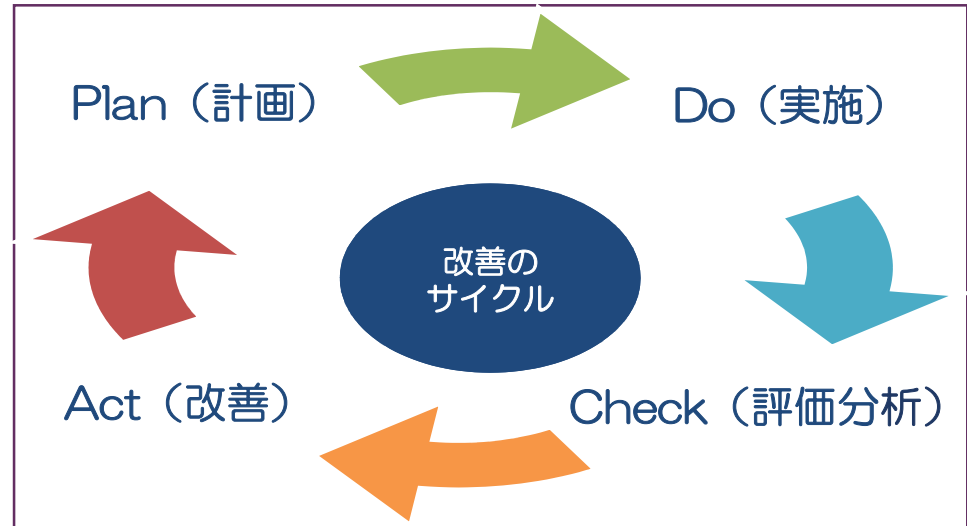 Plan（計画）
Do（実施）
改善の
サイクル
Act（改善）
Check（評価分析）